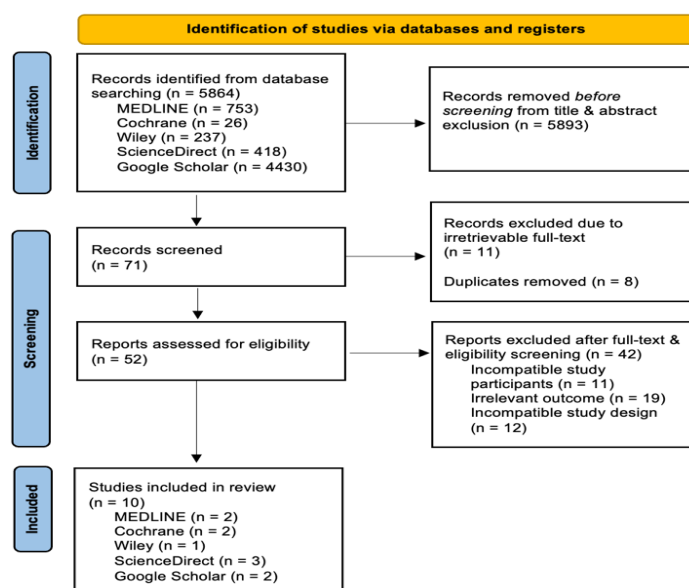 Identification of studies via databases and registers
Identification
Records identified from database
searching (n = 5864)
MEDLINE (n = 753)
Cochrane (n = 26)
Wiley (n = 237)
ScienceDirect (n = 418)
Google Scholar (n = 4430)
Records removed before
screening from title & abstract
exclusion (n = 5893)
Screening
Records screened
(n = 71)
Records excluded due to
irretrievable full-text
(n = 11)
Duplicates removed (n = 8)
Reports assessed for eligibility
(n = 52)
Reports excluded after full-text &
eligibility screening (n = 42)
Incompatible study
participants (n = 11)
Irrelevant outcome (n = 19)
Incompatible study design
(n = 12)
Included
Studies included in review
(n = 10)
MEDLINE (n = 2)
Cochrane (n = 2)
Wiley (n = 1)
ScienceDirect (n = 3)
Google Scholar (n = 2)